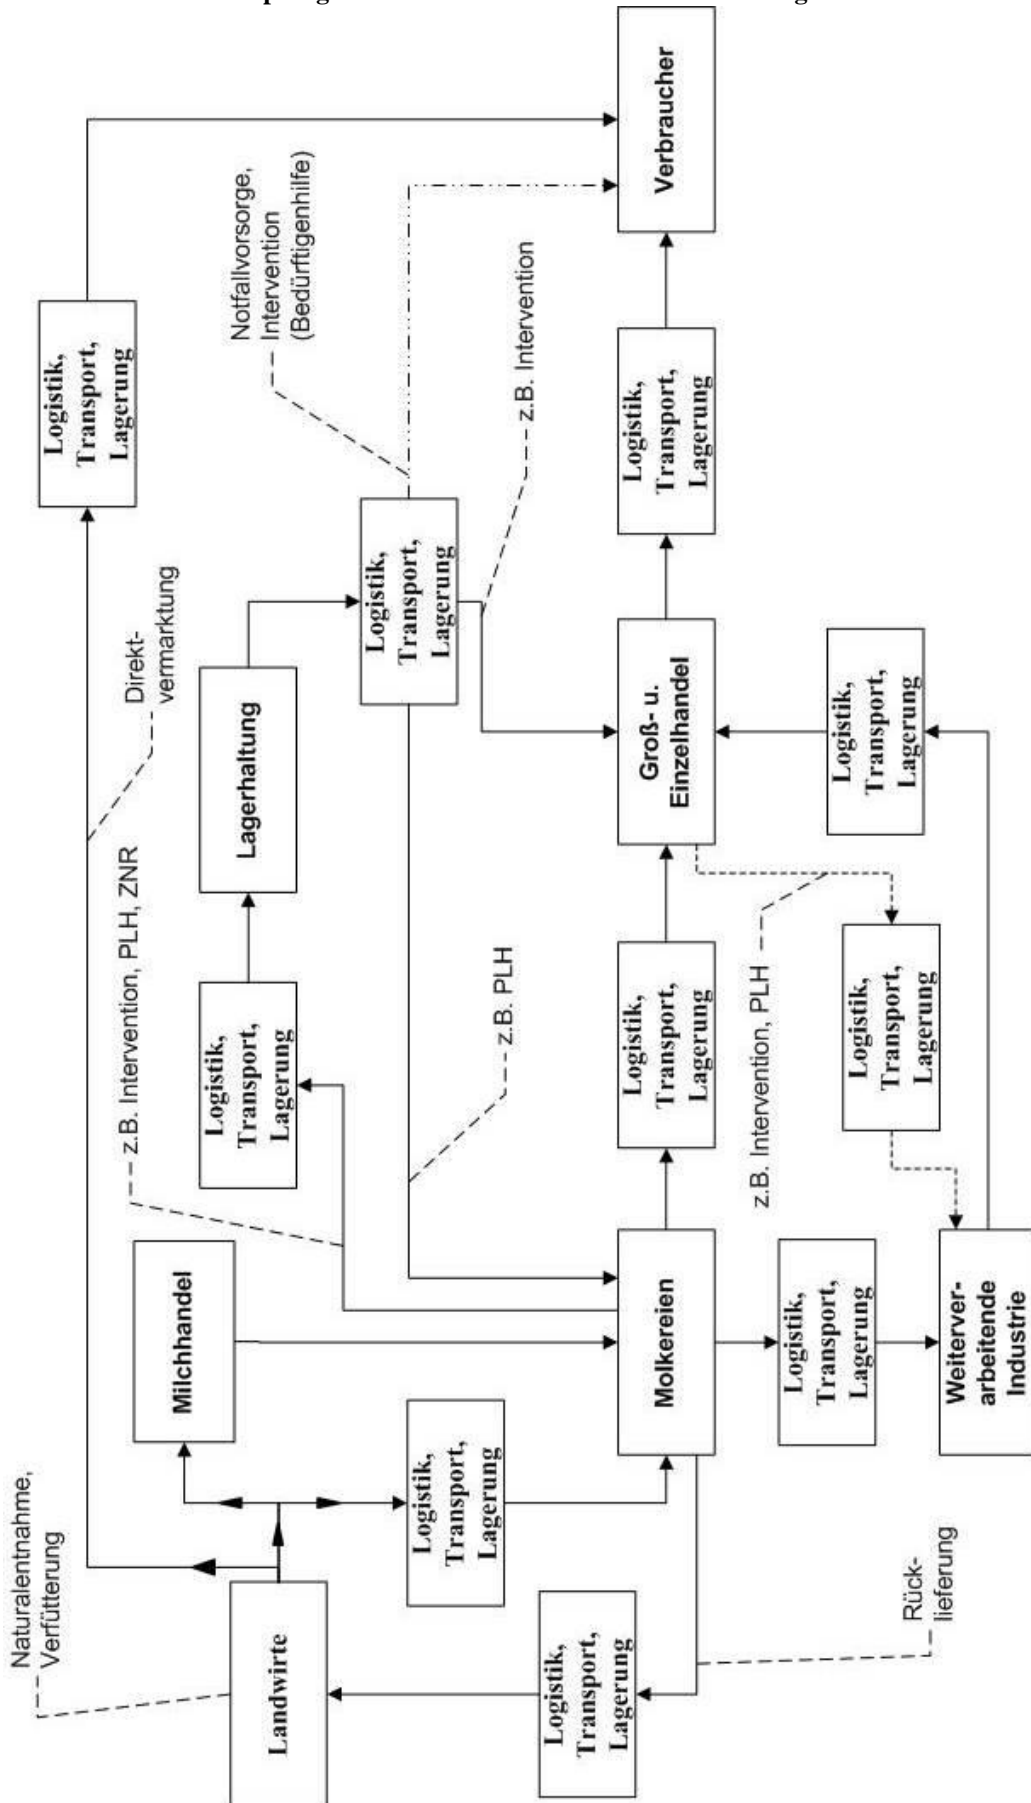 Naturalentnahme,
Verfütterung
Logistik,
Transport,
Lagerung
Direkt-
vermarktung
z.B. Intervention, PLH, ZNR
Milchhandel
Logistik,
Transport,
Lagerung
Lagerhaltung
Notfallvorsorge,
Intervention
(Bedürftigenhilfe)
Landwirte
Logistik,
Transport,
Lagerung
Logistik,
Transport,
Lagerung
z.B. PLH
z.B. Intervention
Logistik,
Transport,
Lagerung
Molkereien
Logistik,
Transport,
Lagerung
Groß- u.
Einzelhandel
Logistik,
Transport,
Lagerung
Verbraucher
Rück-
lieferung
Logistik,
Transport,
Lagerung
z.B. Intervention, PLH
Logistik,
Transport,
Lagerung
Logistik,
Transport,
Lagerung
Weiterver-
arbeitende
Industrie